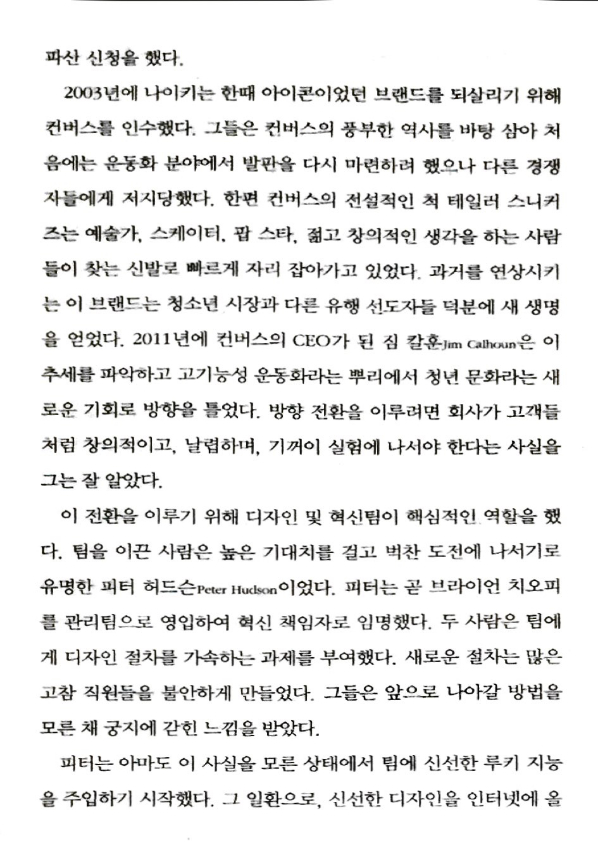 파산 신청을 했다.
2003년에 나이키는 한때 아이콘이었던 브랜드를 되살리기 위해
컨버스를 인수했다. 그들은 컨버스의 풍부한 역사를 바탕 삼아 처
음에는 운동화 분야에서 발판을 다시 마련하려 했으나 다른 경쟁
자들에게 저지당했다. 한편 컨버스의 전설적인 척 테일러 스니커
즈는 예술가, 스케이터, 팝 스타, 젊고 창의적인 생각을 하는 사람
들이 찾는 신발로 빠르게 자리 잡아가고 있었다. 과거를 연상시키
는 이 브랜드는 청소년 시장과 다른 유행 선도자들 덕분에 새 생명
을 얻었다. 2011년에 컨버스의 CEO가 된 짐 칼훈Jim Calhoun은 이
추세를 파악하고 고기능성 운동화라는 뿌리에서 청년 문화라는 새
로운 기회로 방향을 틀었다. 방향 전환을 이루려면 회사가 고객들
처럼 창의적이고, 날렵하며, 기꺼이 실험에 나서야 한다는 사실을
그는 잘 알았다.
이 전환을 이루기 위해 디자인 및 혁신팀이 핵심적인 역할을 했
다. 팀을 이끈 사람은 높은 기대치를 걸고 벅찬 도전에 나서기로
유명한 피터 허드슨Peter Hudson이었다. 피터는 곧 브라이언 치오피
를 관리팀으로 영입하여 혁신 책임자로 임명했다. 두 사람은 팀에
게 디자인 절차를 가속하는 과제를 부여했다. 새로운 절차는 많은
고참 직원들을 불안하게 만들었다. 그들은 앞으로 나아갈 방법을
모른 채 궁지에 갇힌 느낌을 받았다.
피터는 아마도 이 사실을 모른 상태에서 팀에 신선한 루키 지능
을 주입하기 시작했다. 그 일환으로, 신선한 디자인을 인터넷에 올